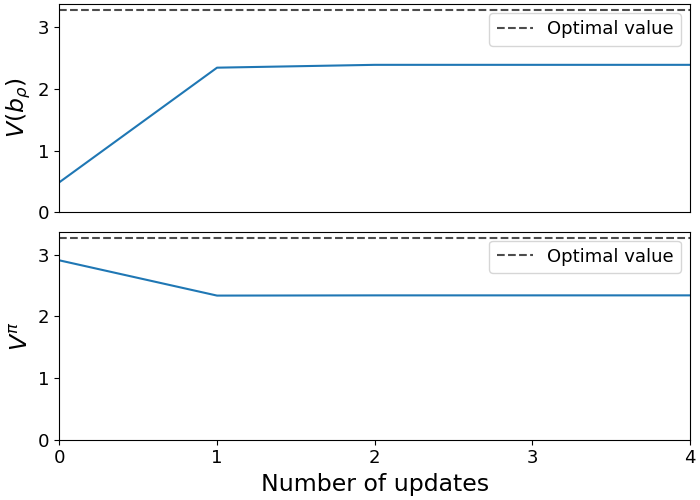 3
2
1
0
V(b_ρ)
Optimal value
3
2
1
0
V^π
Optimal value
0 1 2 3 4
Number of updates